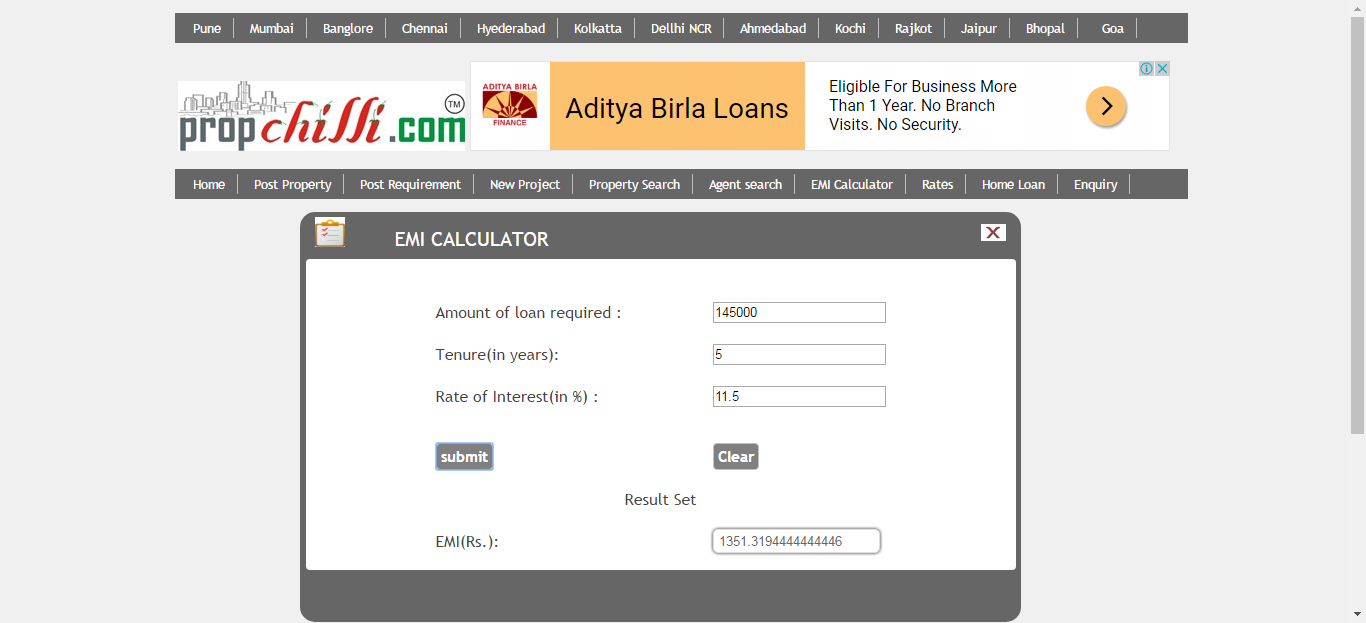 Pune Mumbai Banglore Chennai Hyederabad Kolkatta Dellhi NCR Ahmedabad Kochi Rajkot Jaipur Bhopal Goa
propchilli.com TM
ADITYA BIRLA
FINANCE
Aditya Birla Loans
Eligible For Business More
Than 1 Year. No Branch
Visits. No Security.
Home Post Property Post Requirement New Project Property Search Agent search EMI Calculator Rates Home Loan Enquiry
EMI CALCULATOR
Amount of loan required : 145000
Tenure(in years): 5
Rate of Interest(in %) : 11.5
submit Clear
Result Set
EMI(Rs.): 1351.3194444444446